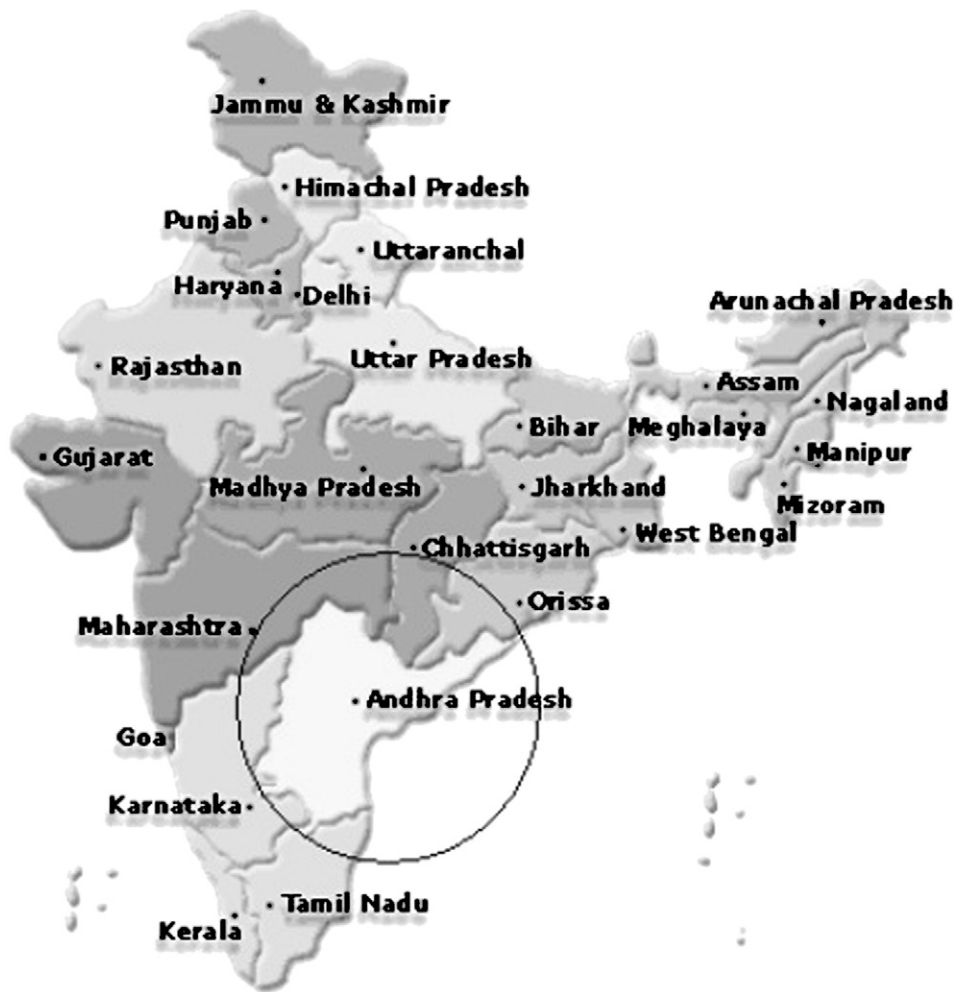 Jammu & Kashmir
Himachal Pradesh
Punjab
Uttaranchal
Haryana
Delhi
Arunachal Pradesh
Rajasthan
Uttar Pradesh
Assam
Nagaland
Bihar
Meghalaya
Gujarat
Manipur
Madhya Pradesh
Jharkhand
Mizoram
West Bengal
Chhattisgarh
Orissa
Maharashtra
Andhra Pradesh
Goa
Karnataka
Tamil Nadu
Kerala